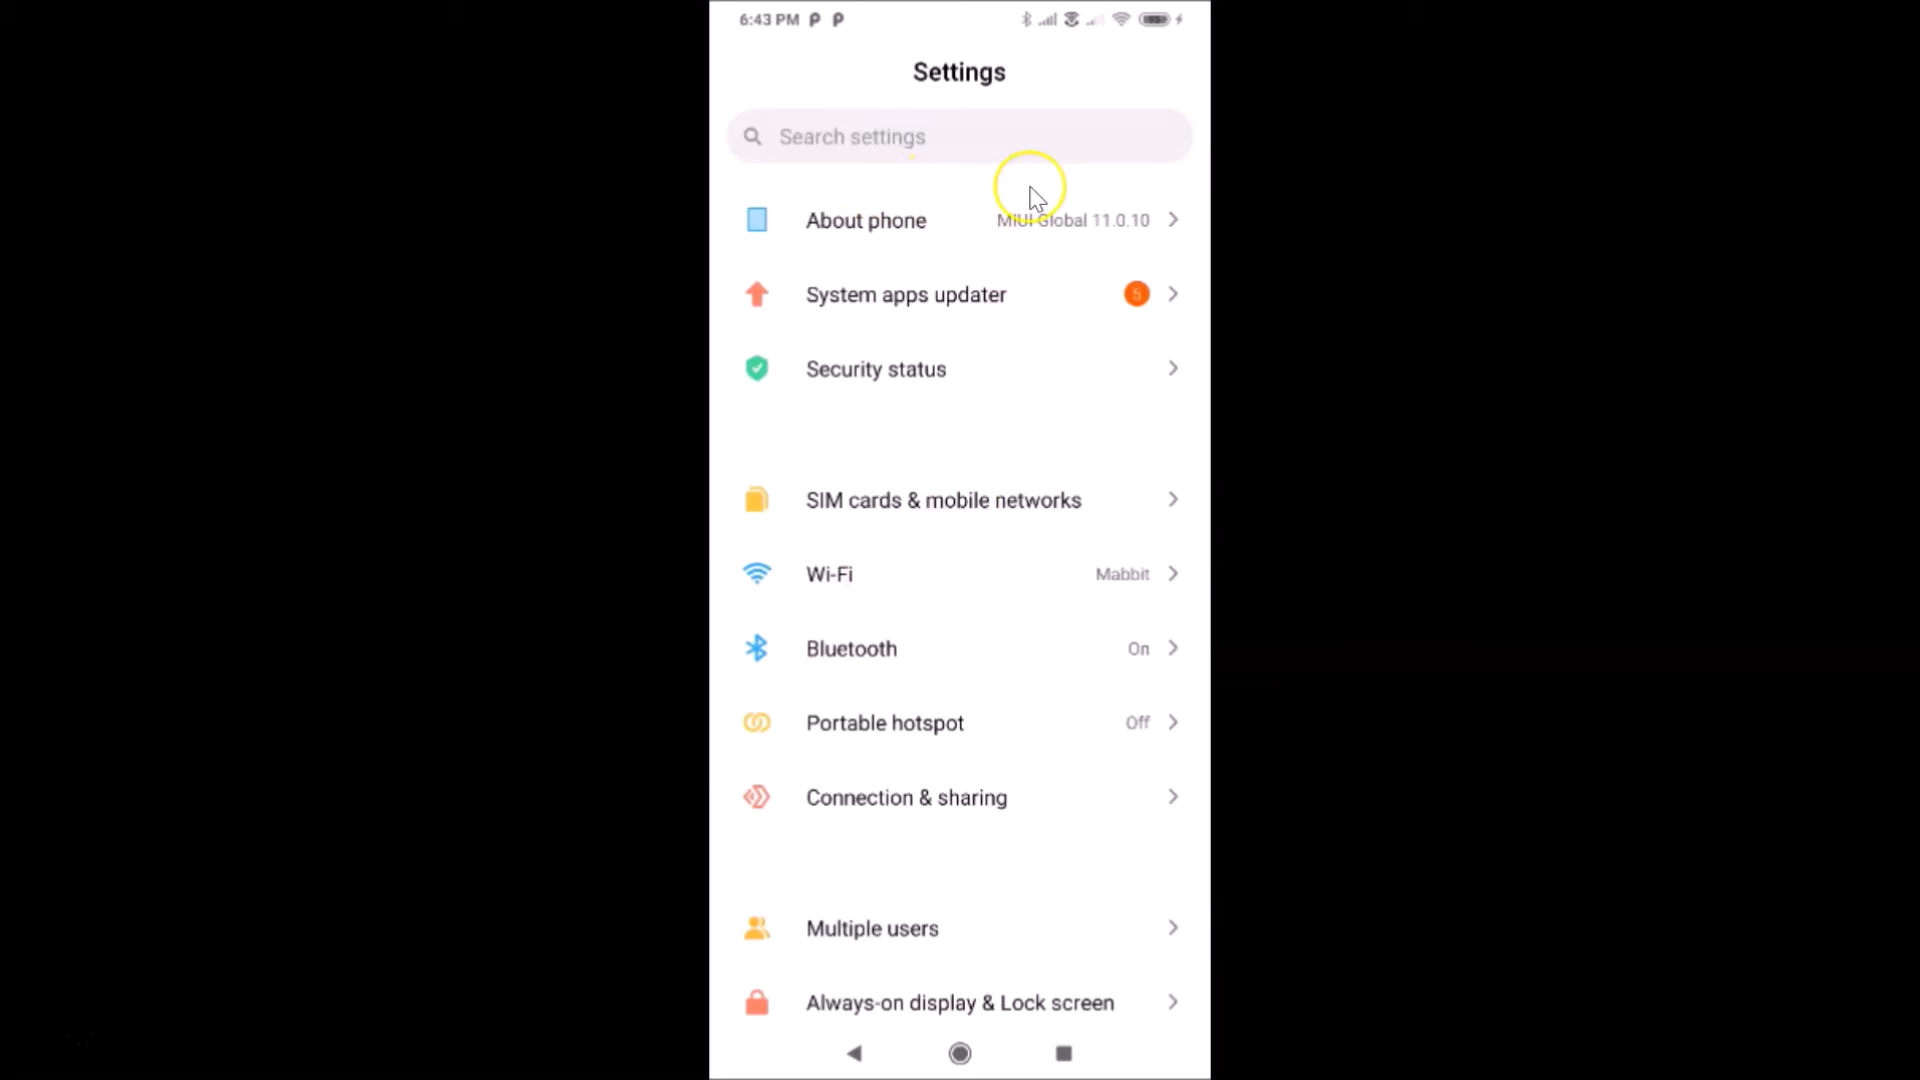 6:43 PM
Settings
Search settings
About phone MIUI Global 11.0.10
System apps updater 5
Security status
SIM cards & mobile networks
Wi-Fi Mabbit
Bluetooth On
Portable hotspot Off
Connection & sharing
Multiple users
Always-on display & Lock screen